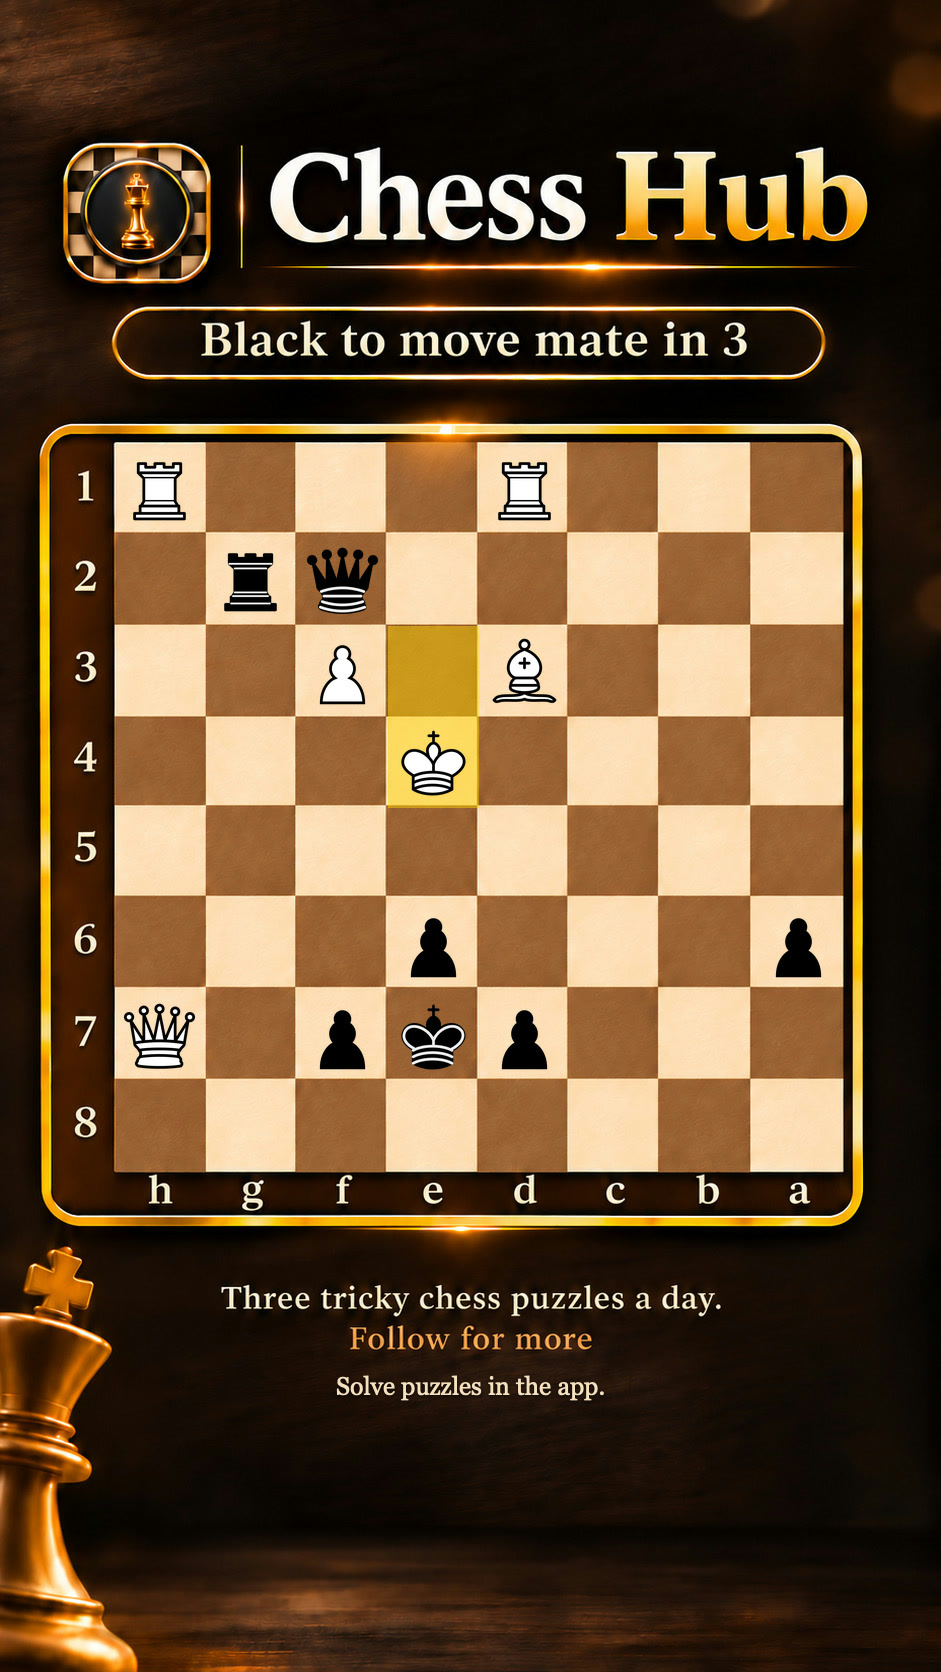 Chess Hub
Black to move mate in 3
1
2
3
4
5
6
7
8
h g f e d c b a
Three tricky chess puzzles a day.
Follow for more
Solve puzzles in the app.